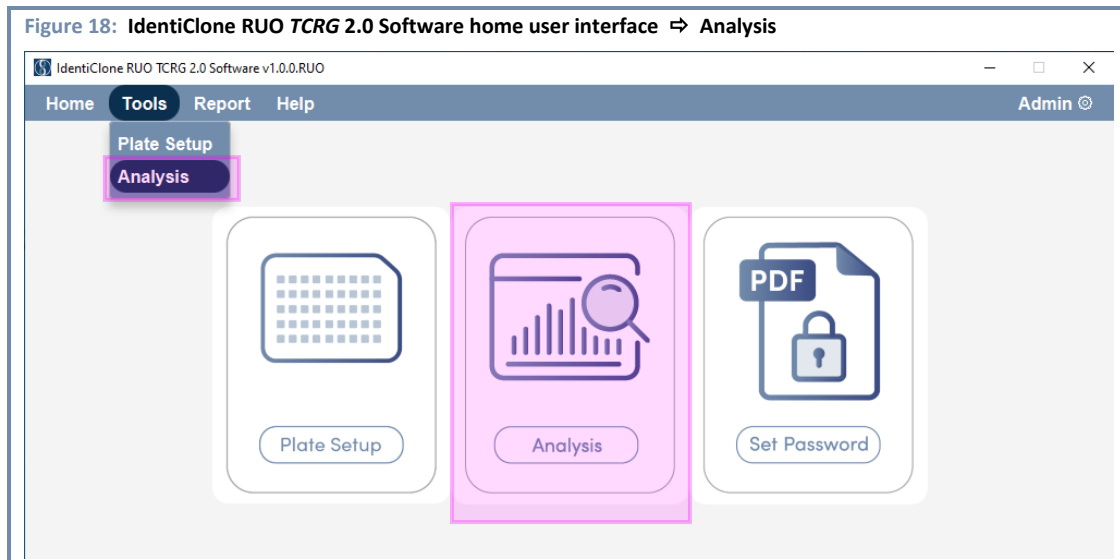 Figure 18: IdentiClone RUO TCRG 2.0 Software home user interface ⇨ Analysis
IdentiClone RUO TCRG 2.0 Software v1.0.0.RUO
Home Tools Report Help Admin
Plate Setup
Analysis
PDF
Plate Setup Analysis Set Password